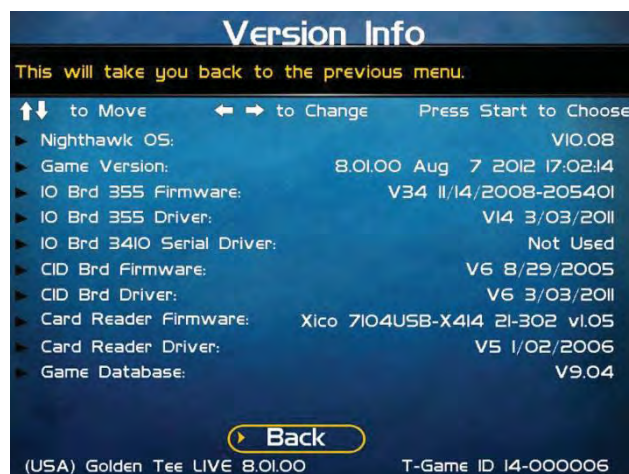 Version Info
This will take you back to the previous menu.
↑↓ to Move ← → to Change Press Start to Choose
Nighthawk OS: V10.08
Game Version: 8.01.00 Aug 7 2012 17:02:14
IO Brd 355 Firmware: V34 11/14/2008-205401
IO Brd 355 Driver: V14 3/03/2011
IO Brd 3410 Serial Driver: Not Used
CID Brd Firmware: V6 8/29/2005
CID Brd Driver: V6 3/03/2011
Card Reader Firmware: Xico 7104USB-X414 21-302 v1.05
Card Reader Driver: V5 1/02/2006
Game Database: V9.04
Back
(USA) Golden Tee LIVE 8.01.00 T-Game ID 14-000006